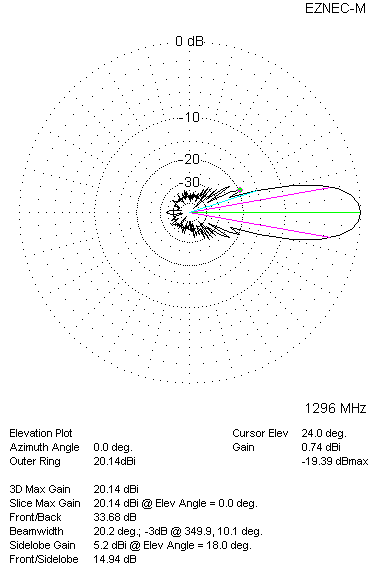 EZNEC-M
0 dB
-10
-20
-30
1296 MHz
Elevation Plot
Azimuth Angle 0.0 deg.
Outer Ring 20.14dBi
Cursor Elev 24.0 deg.
Gain 0.74 dBi
-19.39 dBmax
3D Max Gain 20.14 dBi
Slice Max Gain 20.14 dBi @ Elev Angle = 0.0 deg.
Front/Back 33.68 dB
Beamwidth 20.2 deg.; -3dB @ 349.9, 10.1 deg.
Sidelobe Gain 5.2 dBi @ Elev Angle = 18.0 deg.
Front/Sidelobe 14.94 dB